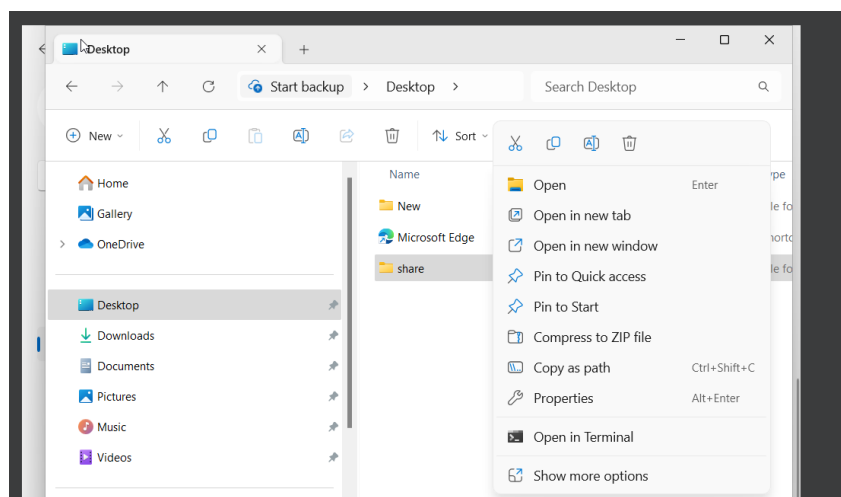 Desktop
Start backup > Desktop >
Search Desktop
New
Sort
Home
Gallery
OneDrive
Desktop
Downloads
Documents
Pictures
Music
Videos
Name
New
Microsoft Edge
share
Open Enter
Open in new tab
Open in new window
Pin to Quick access
Pin to Start
Compress to ZIP file
Copy as path Ctrl+Shift+C
Properties Alt+Enter
Open in Terminal
Show more options